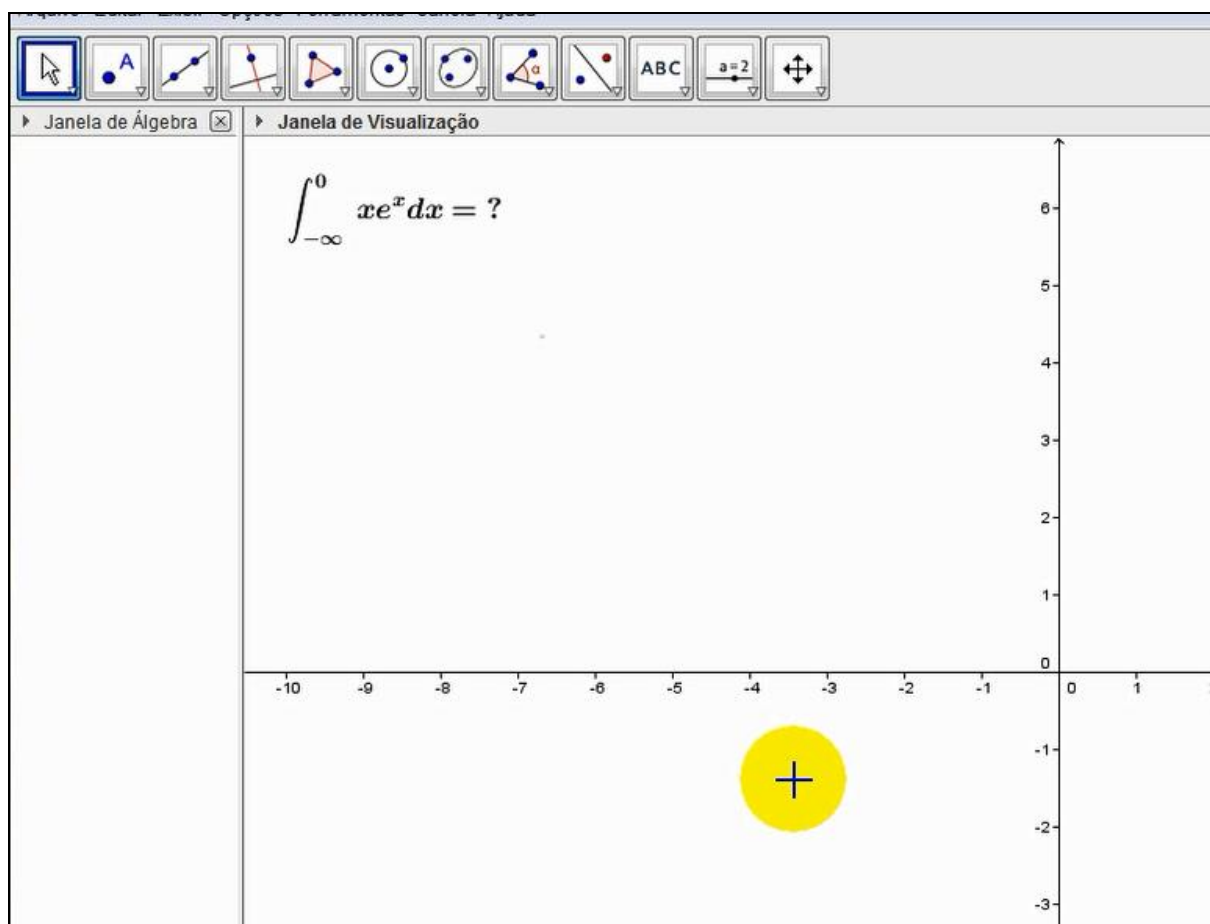 A
α
ABC
a=2
Janela de Álgebra
Janela de Visualização
∫_{-∞}^{0} xe^x dx = ?
6
5
4
3
2
1
0
-10 -9 -8 -7 -6 -5 -4 -3 -2 -1 0 1
-1
-2
-3